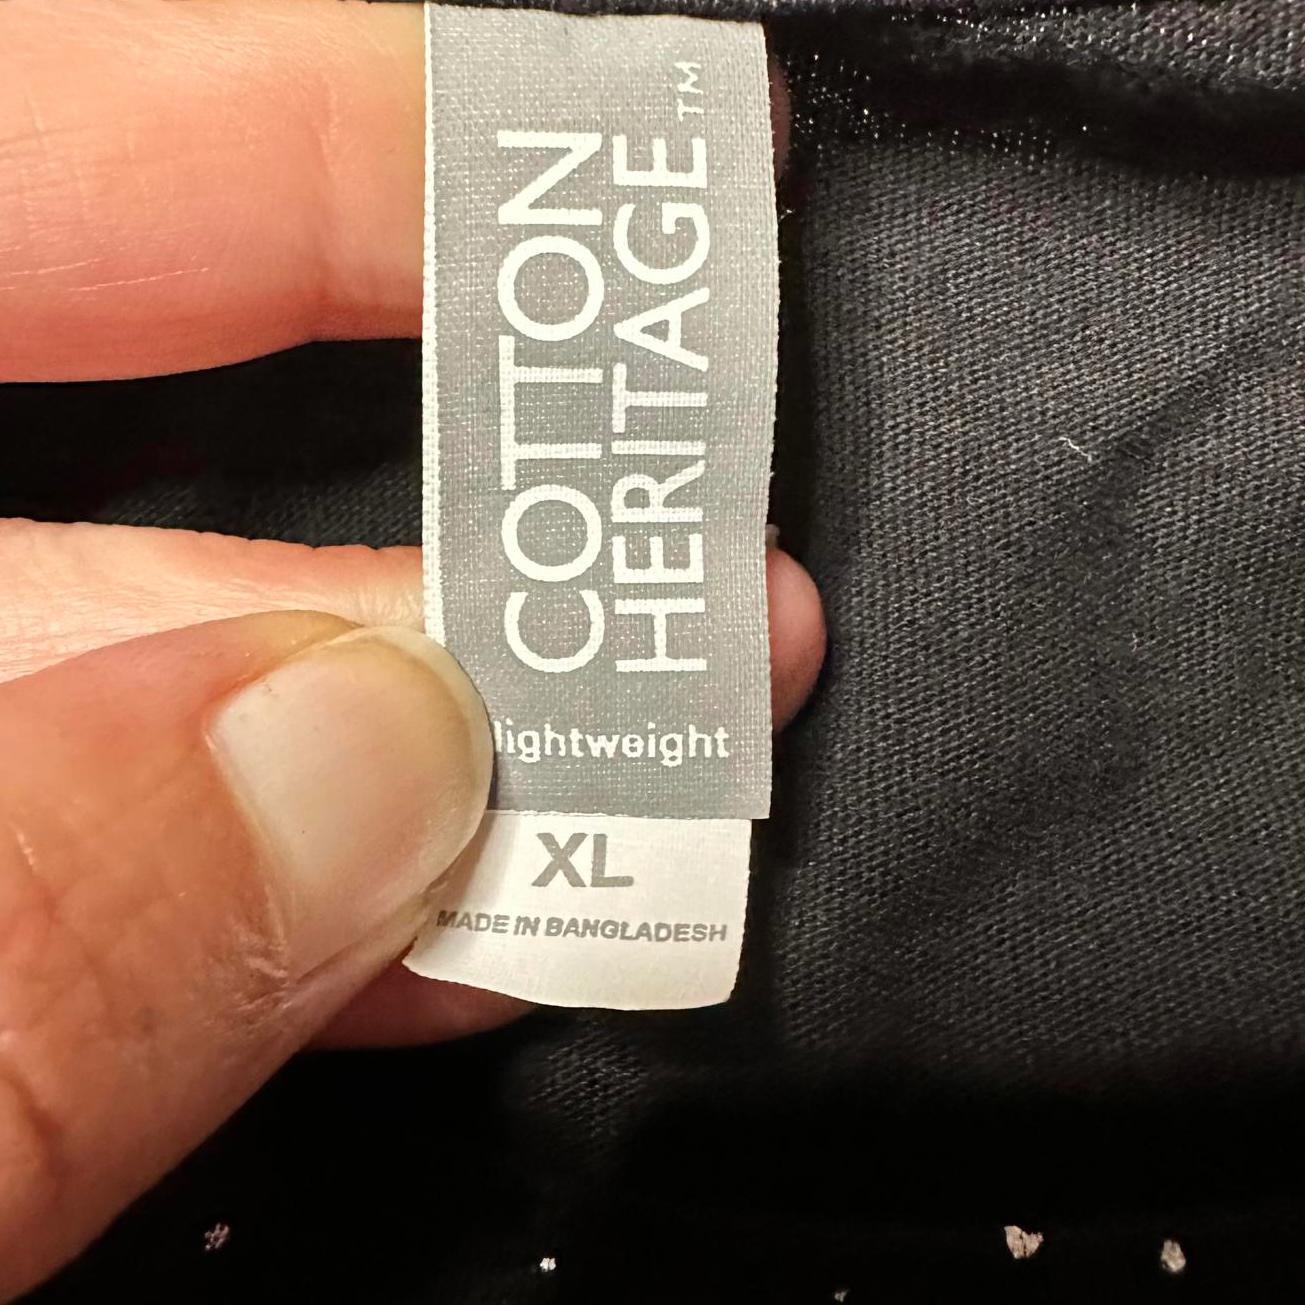 COTTON
HERITAGE™
lightweight
XL
MADE IN BANGLADESH